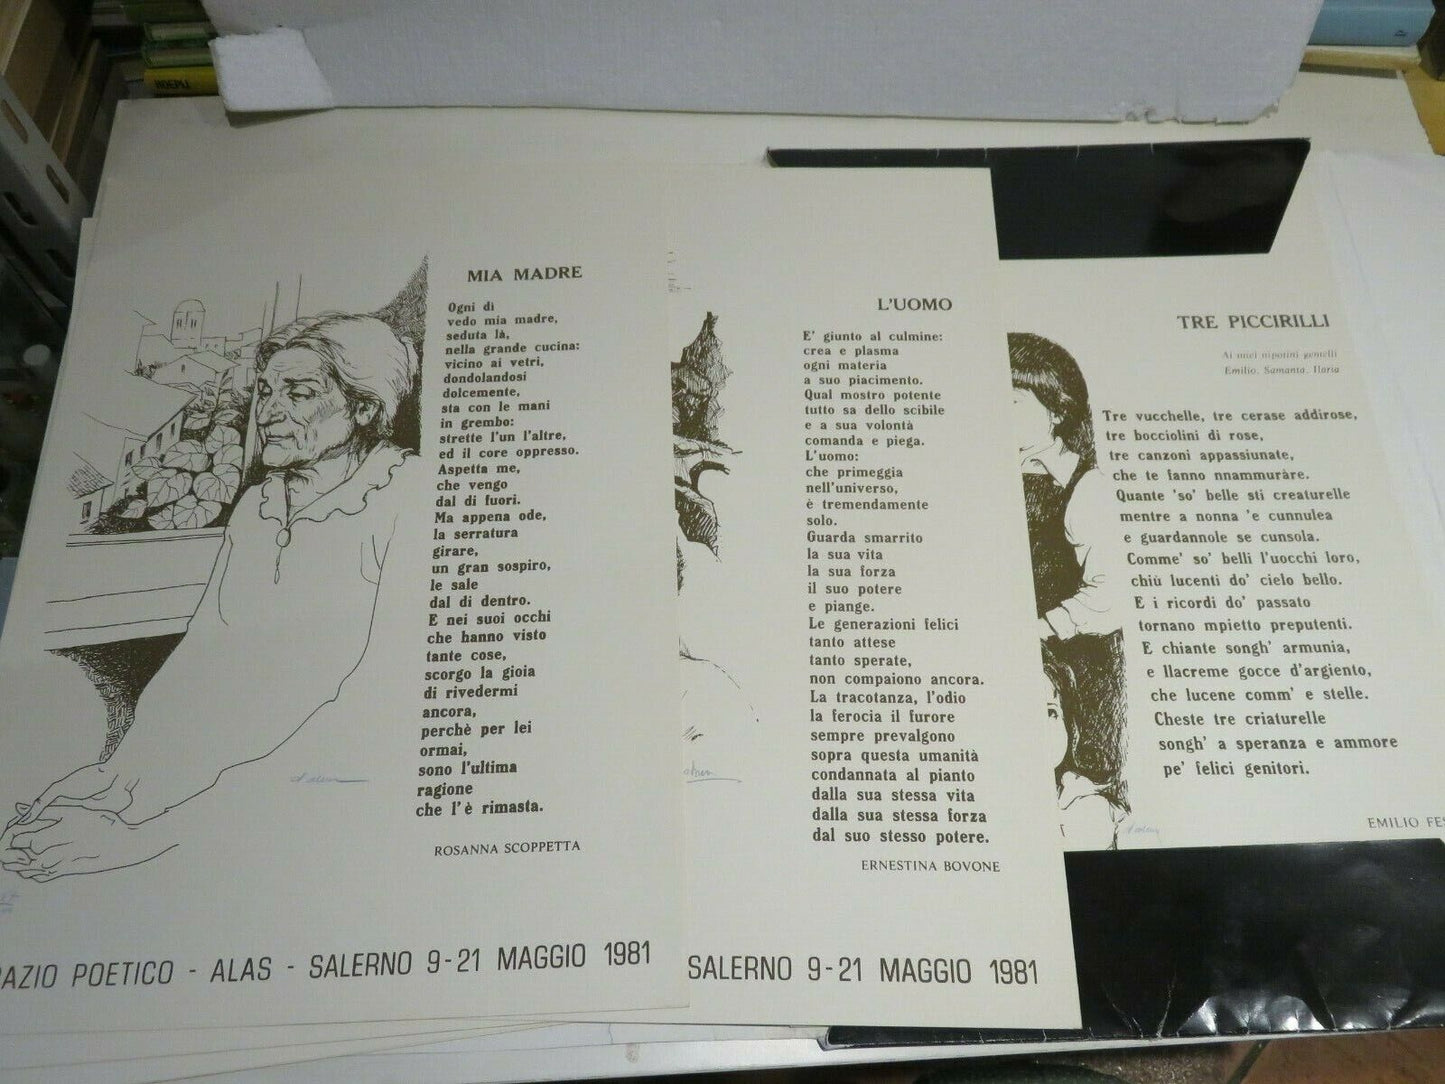 HOEPLI
MIA MADRE
Ogni dì
vedo mia madre,
seduta là,
nella grande cucina:
vicino ai vetri,
dondolandosi
dolcemente,
sta con le mani
in grembo:
strette l'un l'altre,
ed il core oppresso.
Aspetta me,
che vengo
dal di fuori.
Ma appena ode,
la serratura
girare,
un gran sospiro,
le sale
dal di dentro.
E nei suoi occhi
che hanno visto
tante cose,
scorgo la gioia
di rivedermi
ancora,
perchè per lei
ormai,
sono l'ultima
ragione
che l'è rimasta.
ROSANNA SCOPPETTA
AZIO POETICO - ALAS - SALERNO 9-21 MAGGIO 1981
L'UOMO
E' giunto al culmine:
crea e plasma
ogni materia
a suo piacimento.
Qual mostro potente
tutto sa dello scibile
e a sua volontà
comanda e piega.
L'uomo:
che primeggia
nell'universo,
è tremendamente
solo.
Guarda smarrito
la sua vita
la sua forza
il suo potere
e piange.
Le generazioni felici
tanto attese
tanto sperate,
non compaiono ancora.
La tracotanza, l'odio
la ferocia il furore
sempre prevalgono
sopra questa umanità
condannata al pianto
dalla sua stessa vita
dalla sua stessa forza
dal suo stesso potere.
ERNESTINA BOVONE
SALERNO 9-21 MAGGIO 1981
TRE PICCIRILLI
Ai miei nipotini gemelli
Emilio, Samanta, Ilaria
Tre vucchelle, tre cerase addirose,
tre bocciolini di rose,
tre canzoni appassiunate,
che te fanno nnammuràre.
Quante 'so' belle sti creaturelle
mentre a nonna 'e cunnulea
e guardannole se cunsola.
Comme' so' belli l'uocchi loro,
chiù lucenti do' cielo bello.
E i ricordi do' passato
tornano mpietto preputenti.
E chiante songh' armunia,
e llacreme gocce d'argiento,
che lucene comm' e stelle.
Cheste tre criaturelle
songh' a speranza e ammore
pe' felici genitori.
EMILIO FES